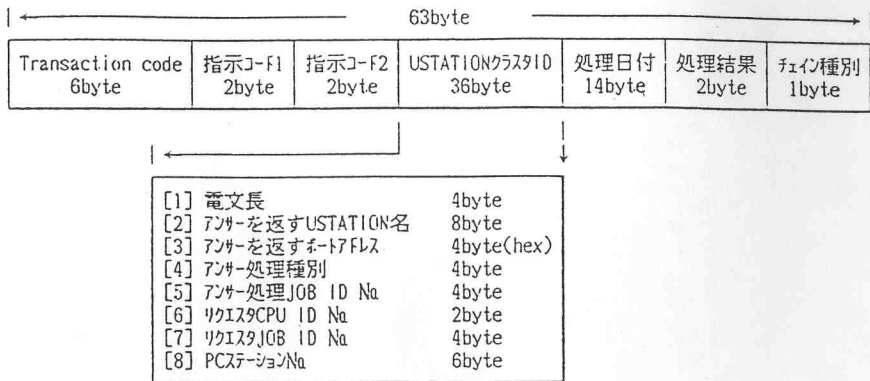 63byte
Transaction code 指示コード1 指示コード2 USTATIONクラスタID 処理日付 処理結果 チェイン種別
6byte 2byte 2byte 36byte 14byte 2byte 1byte
[1] 電文長 4byte
[2] アンサーを返すUSTATION名 8byte
[3] アンサーを返すポートアドレス 4byte(hex)
[4] アンサー処理種別 4byte
[5] アンサー処理JOB ID No. 4byte
[6] リクエスタCPU ID No. 2byte
[7] リクエスタJOB ID No. 4byte
[8] PCステーションNo. 6byte